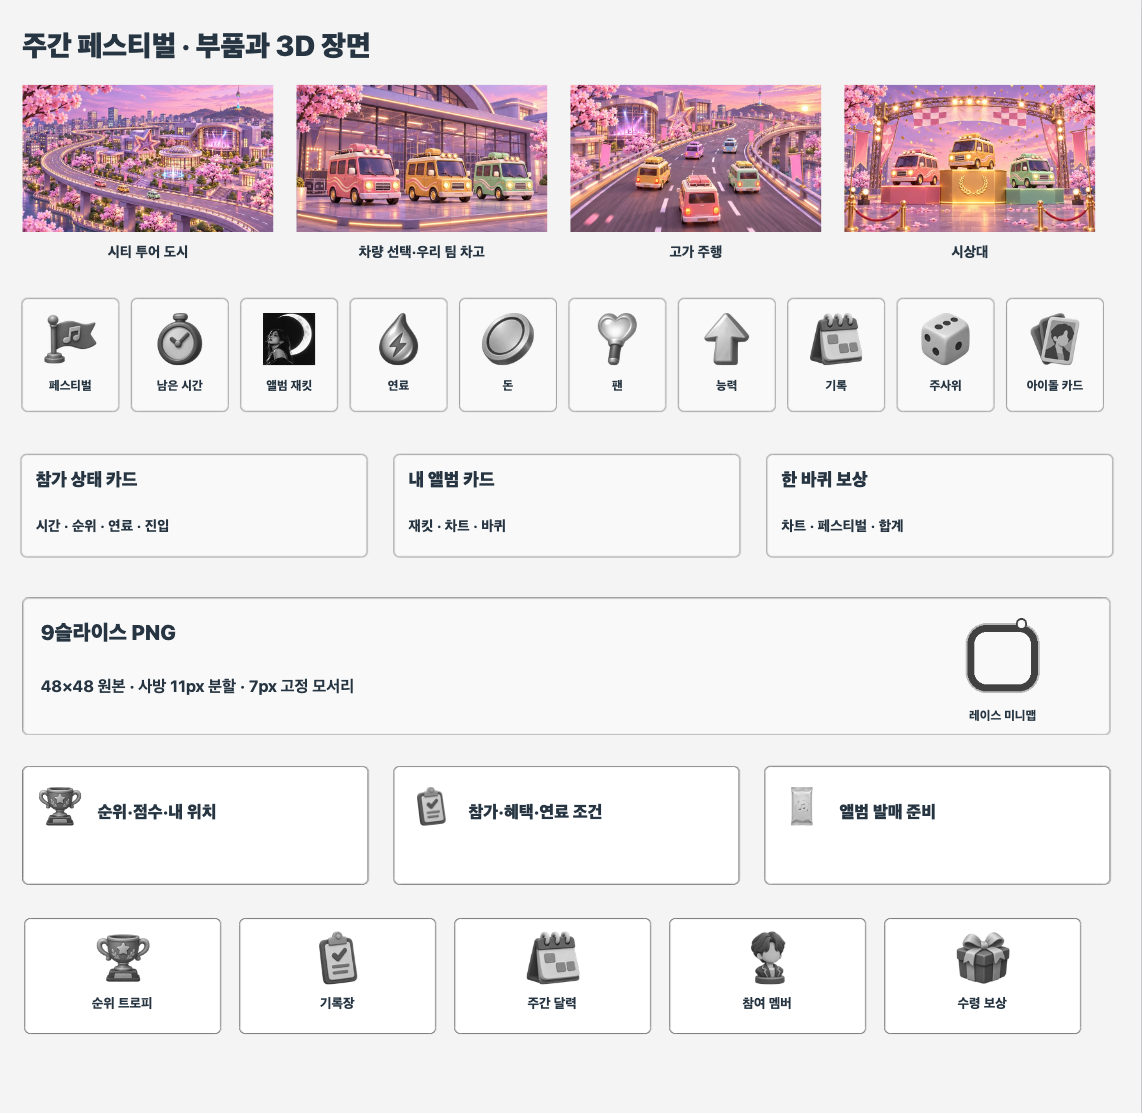 주간 페스티벌 · 부품과 3D 장면
시티 투어 도시
차량 선택·우리 팀 차고
고가 주행
시상대
페스티벌
남은 시간
앨범 재킷
연료
돈
팬
능력
기록
주사위
아이돌 카드
참가 상태 카드
시간 · 순위 · 연료 · 진입
내 앨범 카드
재킷 · 차트 · 바퀴
한 바퀴 보상
차트 · 페스티벌 · 합계
9슬라이스 PNG
48×48 원본 · 사방 11px 분할 · 7px 고정 모서리
레이스 미니맵
순위·점수·내 위치
참가·혜택·연료 조건
앨범 발매 준비
순위 트로피
기록장
주간 달력
참여 멤버
수령 보상